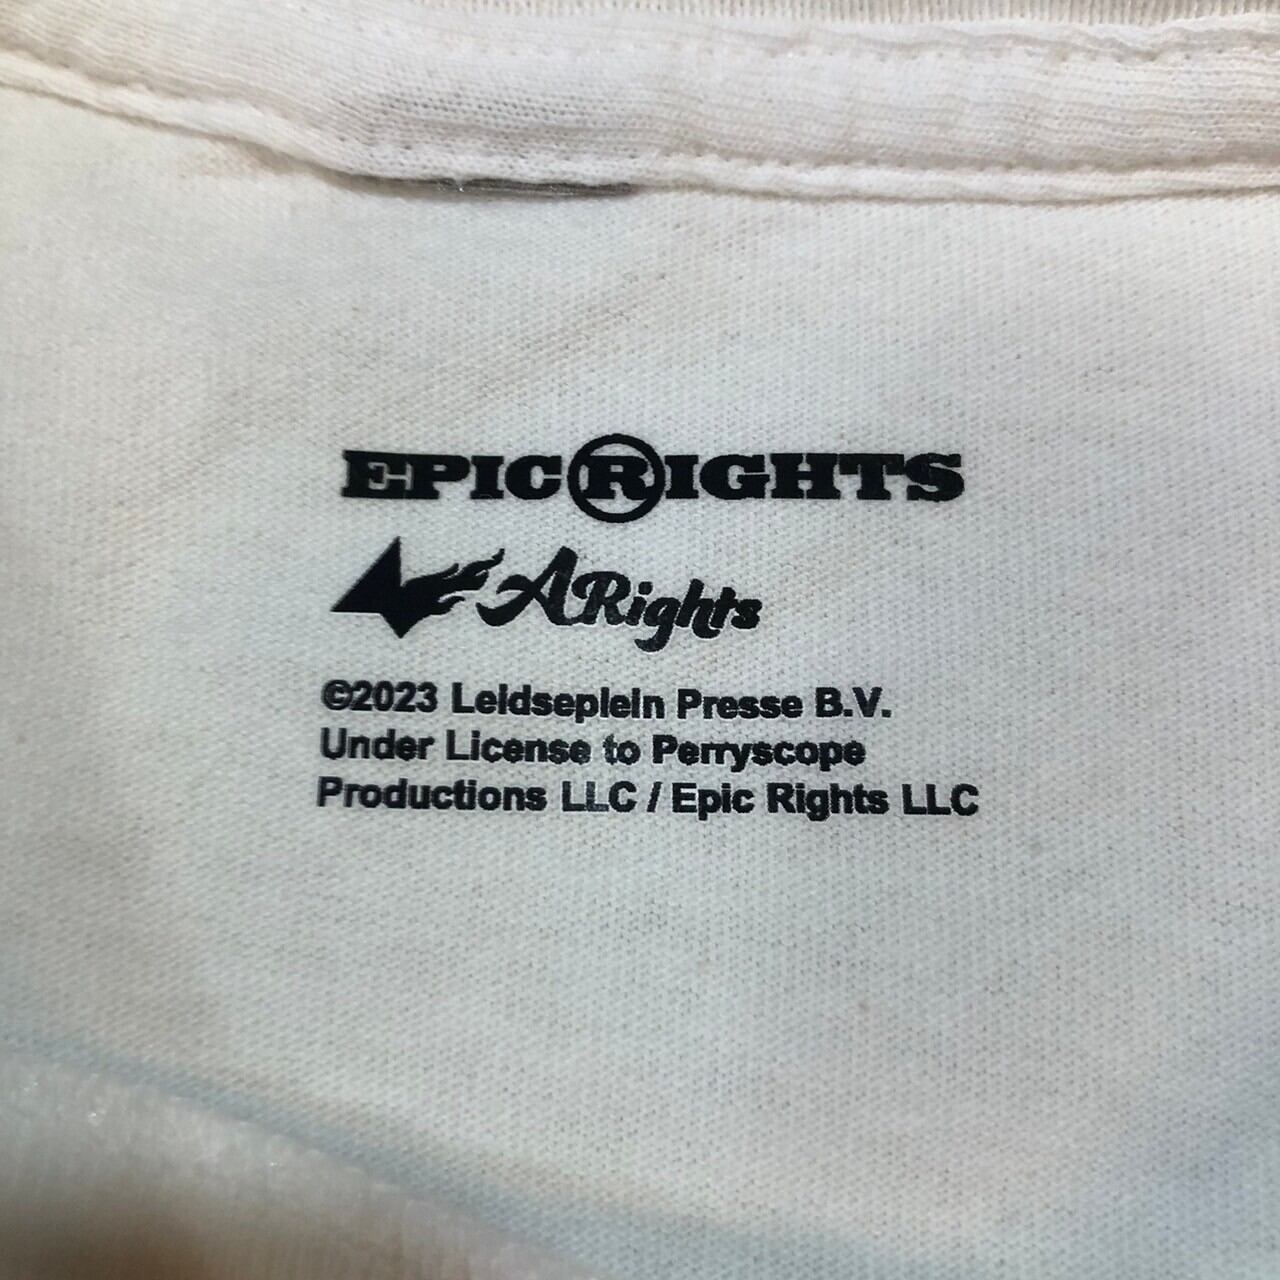 EPIC RIGHTS
ARights
©2023 Leidseplein Presse B.V.
Under License to Perryscope
Productions LLC / Epic Rights LLC